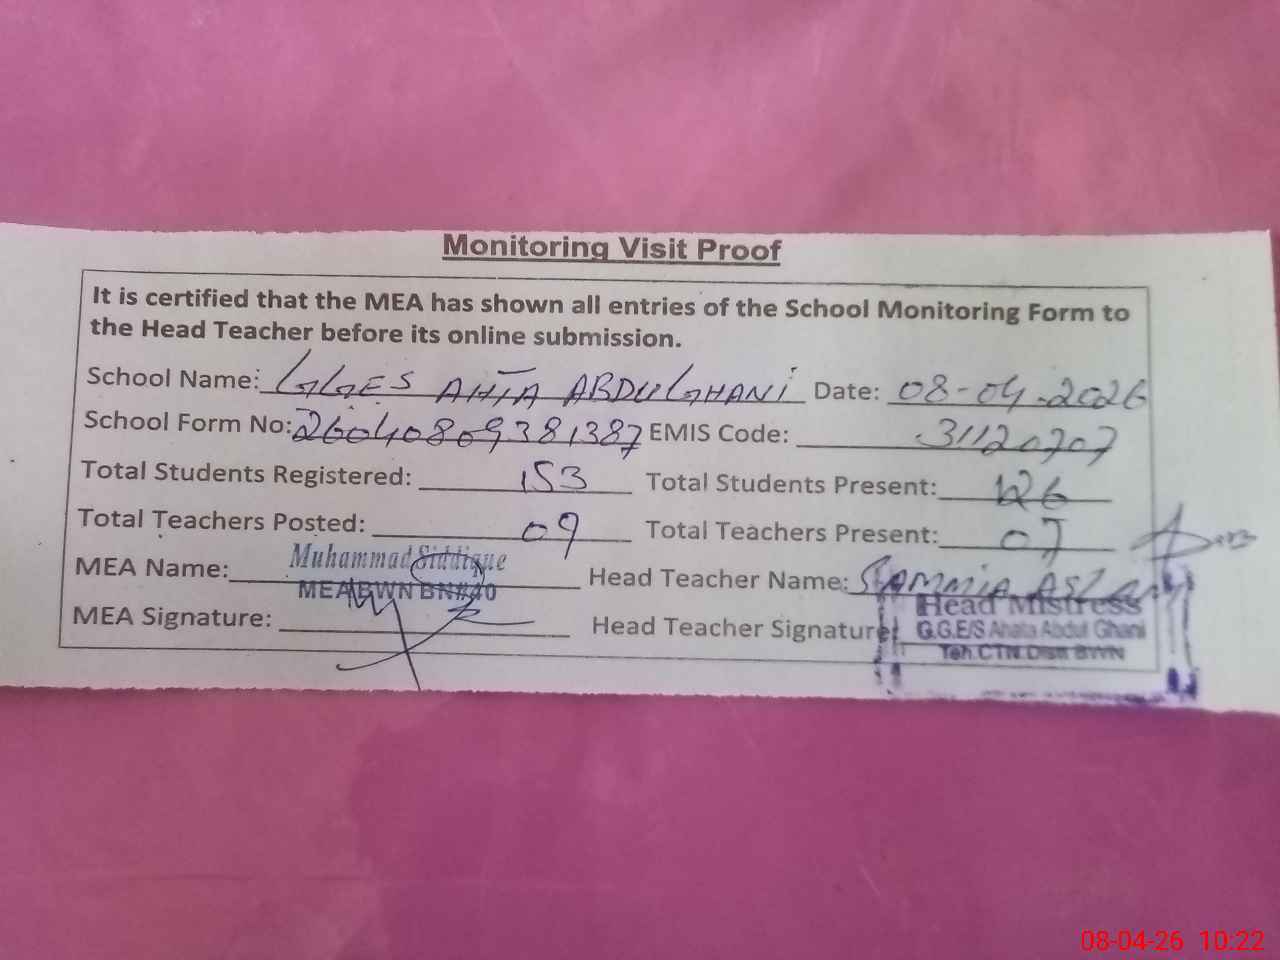 Monitoring Visit Proof
It is certified that the MEA has shown all entries of the School Monitoring Form to
the Head Teacher before its online submission.
School Name: GGES AHTA ABDULGHANI Date: 08-04-2026
School Form No: 26040809381387 EMIS Code: 31120707
Total Students Registered: 153 Total Students Present: 126
Total Teachers Posted: 09 Total Teachers Present: 07
MEA Name: Muhammad Siddique Head Teacher Name: SAMMIA ASLAM
MEA BWN BN#40
MEA Signature: Head Teacher Signature:
Head Mistress
G.G.E/S Ahata Abdul Ghani
Teh.CTN.Distt BWN
08-04-26 10:22